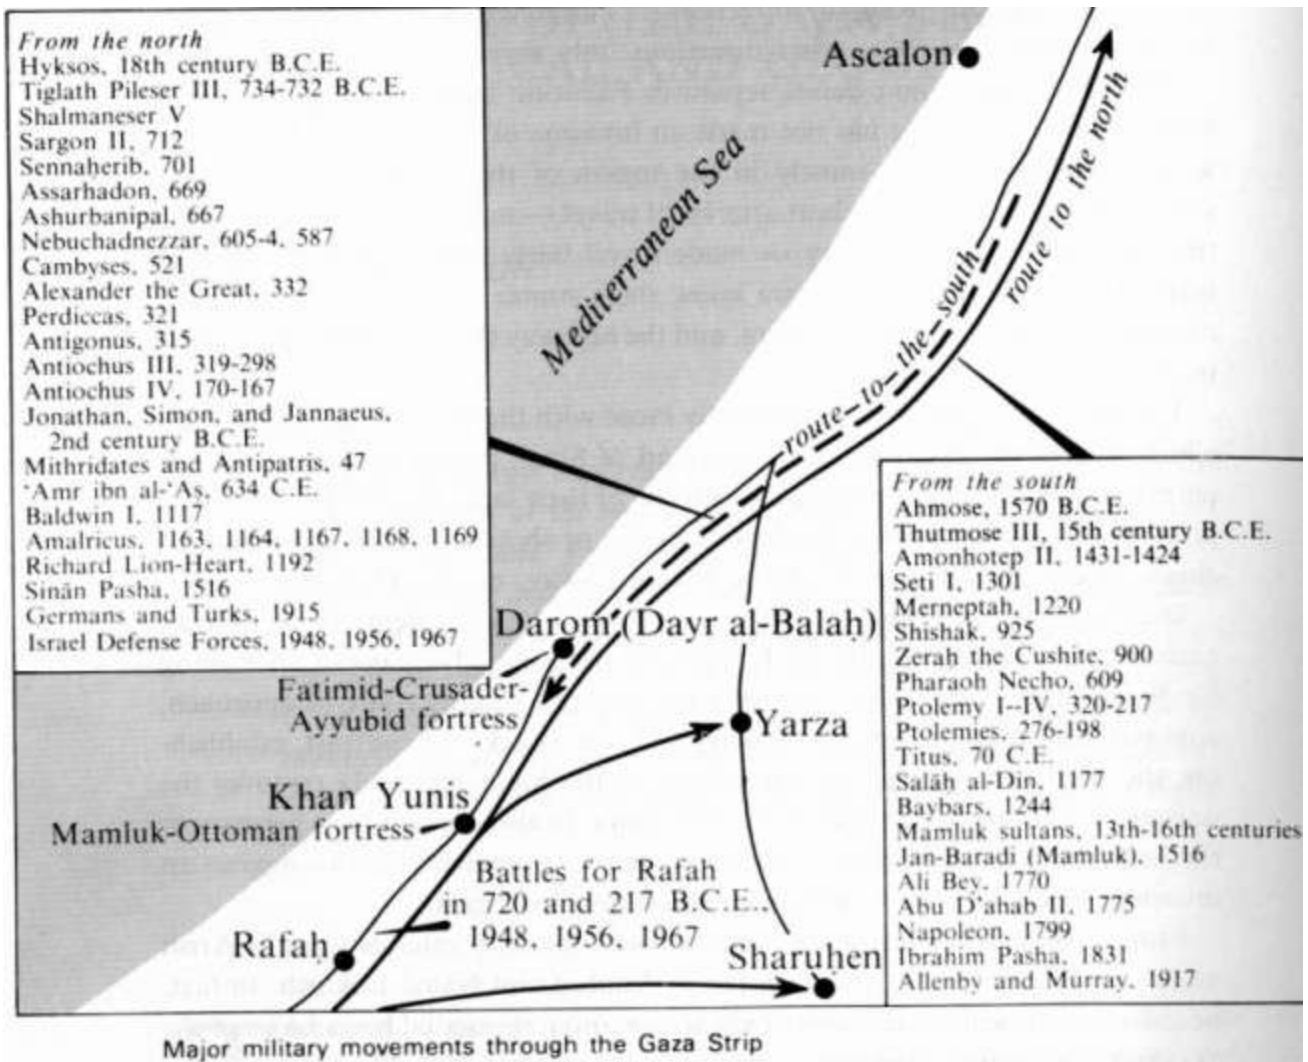 From the north
Hyksos, 18th century B.C.E.
Tiglath Pileser III, 734-732 B.C.E.
Shalmaneser V
Sargon II, 712
Sennaḥerib, 701
Assarhadon, 669
Ashurbanipal, 667
Nebuchadnezzar, 605-4, 587
Cambyses, 521
Alexander the Great, 332
Perdiccas, 321
Antigonus, 315
Antiochus III, 319-298
Antiochus IV, 170-167
Jonathan, Simon, and Jannaeus,
2nd century B.C.E.
Mithridates and Antipatris, 47
ʿAmr ibn al-ʿAṣ, 634 C.E.
Baldwin I, 1117
Amalricus, 1163, 1164, 1167, 1168, 1169
Richard Lion-Heart, 1192
Sinān Pasha, 1516
Germans and Turks, 1915
Israel Defense Forces, 1948, 1956, 1967
Ascalon
Mediterranean Sea
route to the north
route to the south
From the south
Ahmose, 1570 B.C.E.
Thutmose III, 15th century B.C.E.
Amonhotep II, 1431-1424
Seti I, 1301
Merneptah, 1220
Shishak, 925
Zeraḥ the Cushite, 900
Pharaoh Necho, 609
Ptolemy I--IV, 320-217
Ptolemies, 276-198
Titus, 70 C.E.
Salāḥ al-Din, 1177
Baybars, 1244
Mamluk sultans, 13th-16th centuries
Jan-Baradi (Mamluk), 1516
Ali Bey, 1770
Abu D'ahab II, 1775
Napoleon, 1799
Ibrahim Pasha, 1831
Allenby and Murray, 1917
Darom (Dayr al-Balaḥ)
Fatimid-Crusader-
Ayyubid fortress
Yarza
Khan Yunis
Mamluk-Ottoman fortress
Battles for Rafah
in 720 and 217 B.C.E.,
1948, 1956, 1967
Rafaḥ
Sharuḥen
Major military movements through the Gaza Strip